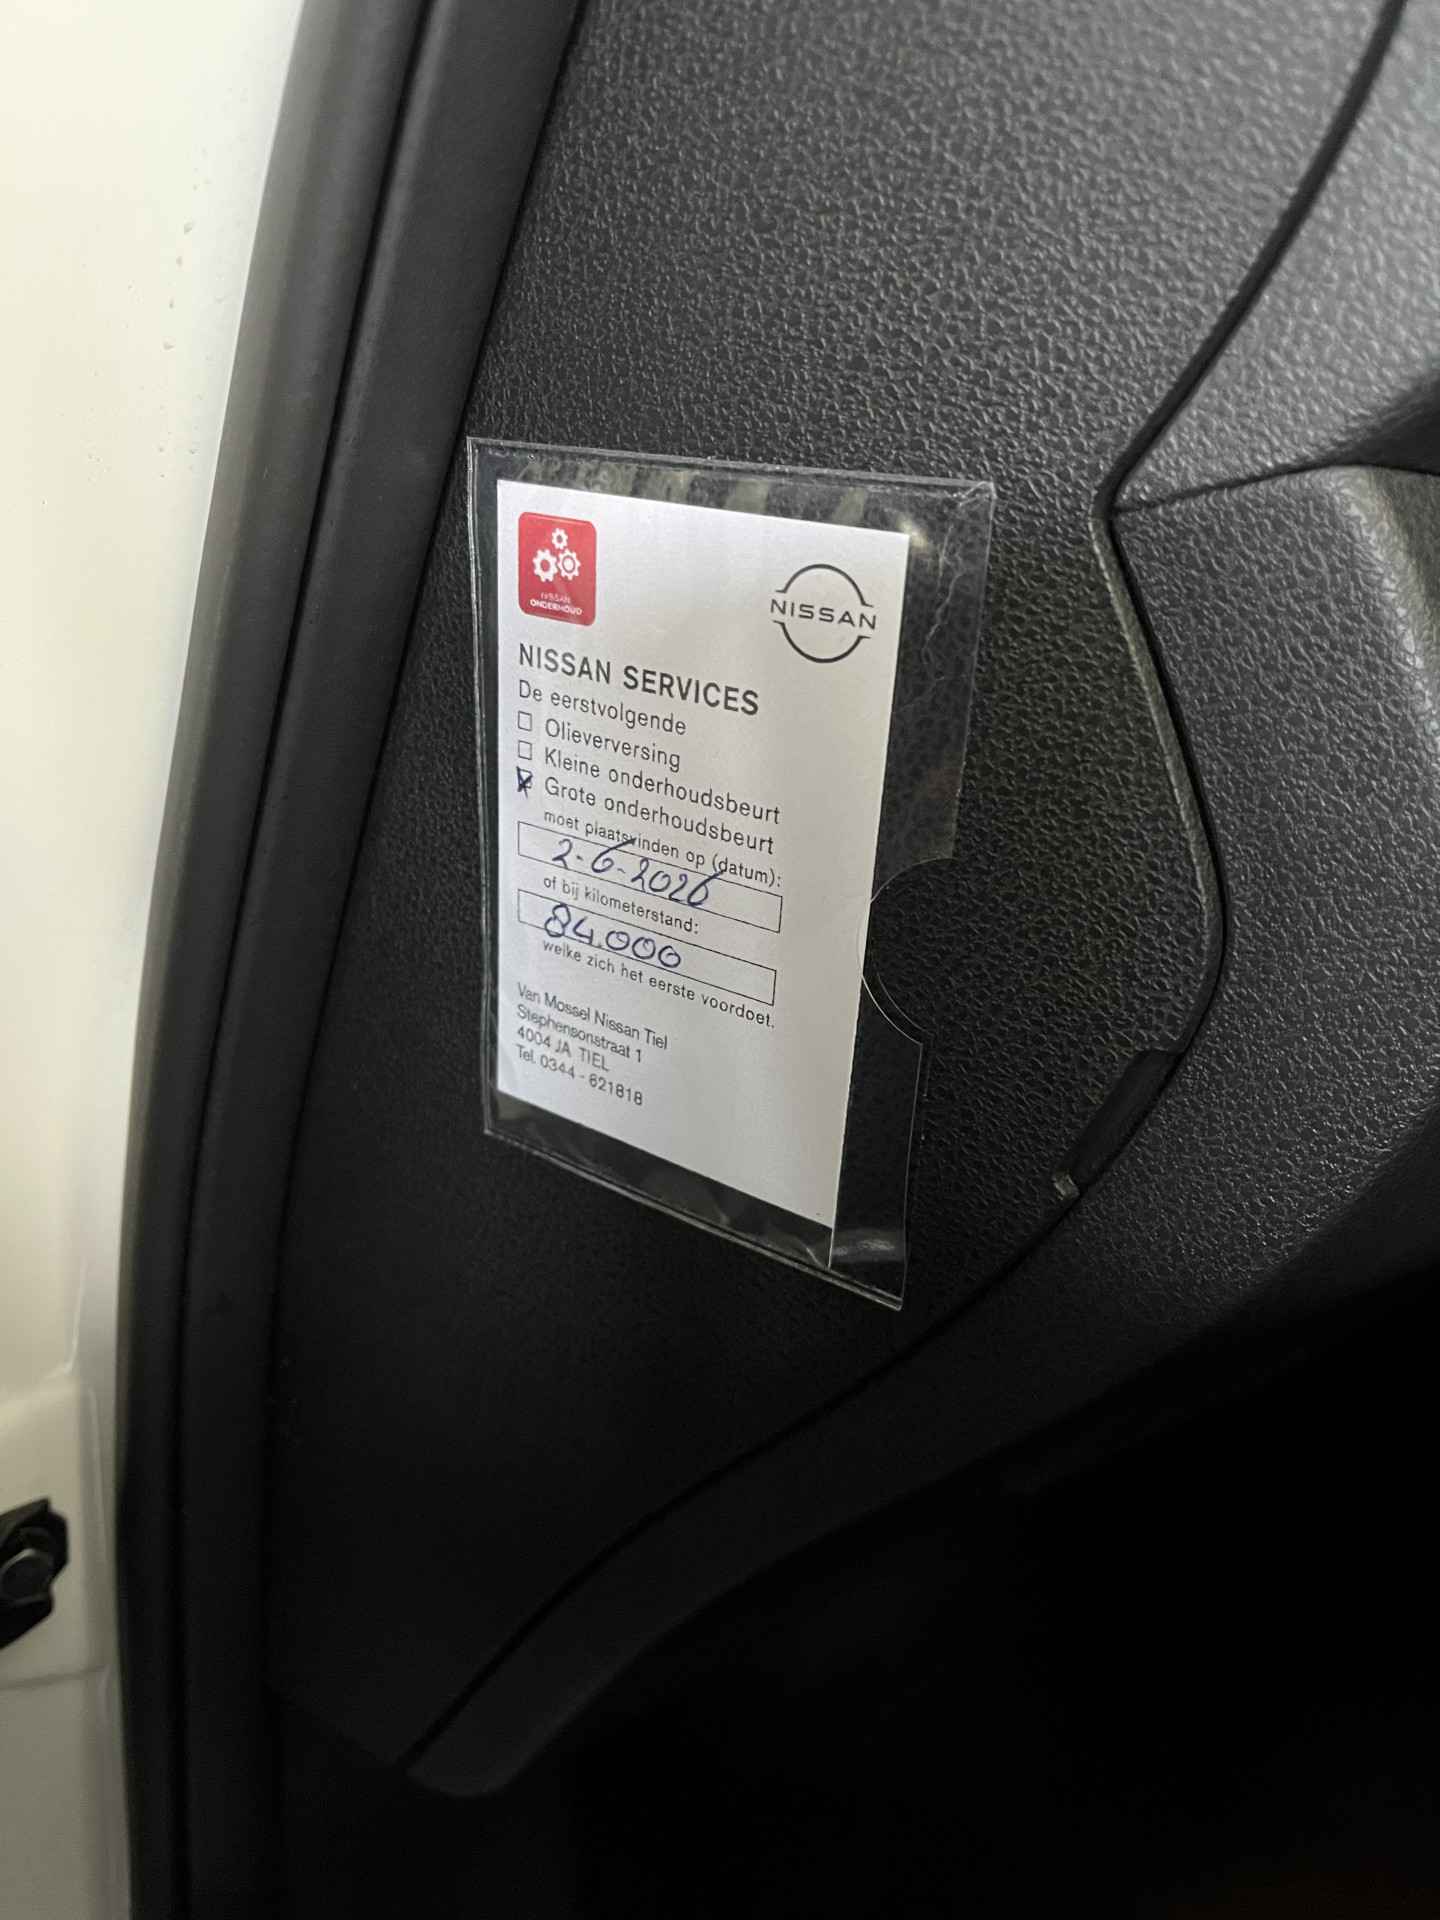 NISSAN
ONDERHOUD
NISSAN
NISSAN SERVICES
De eerstvolgende
Olieverversing
Kleine onderhoudsbeurt
Grote onderhoudsbeurt
moet plaatsvinden op (datum):
2-6-2026
of bij kilometerstand:
84.000
welke zich het eerste voordoet.
Van Mossel Nissan Tiel
Stephensonstraat 1
4004 JA TIEL
Tel. 0344 - 621818